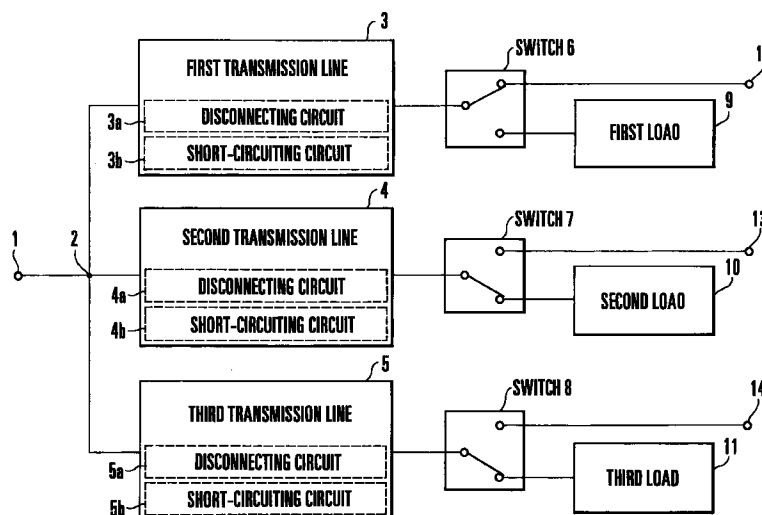 3
SWITCH 6
FIRST TRANSMISSION LINE
1
9
3a
DISCONNECTING CIRCUIT
FIRST LOAD
3b
SHORT-CIRCUITING CIRCUIT
4
SWITCH 7
13
SECOND TRANSMISSION LINE
1
2
10
4a
DISCONNECTING CIRCUIT
SECOND LOAD
4b
SHORT-CIRCUITING CIRCUIT
5
SWITCH 8
14
THIRD TRANSMISSION LINE
11
5a
DISCONNECTING CIRCUIT
THIRD LOAD
5b
SHORT-CIRCUITING CIRCUIT